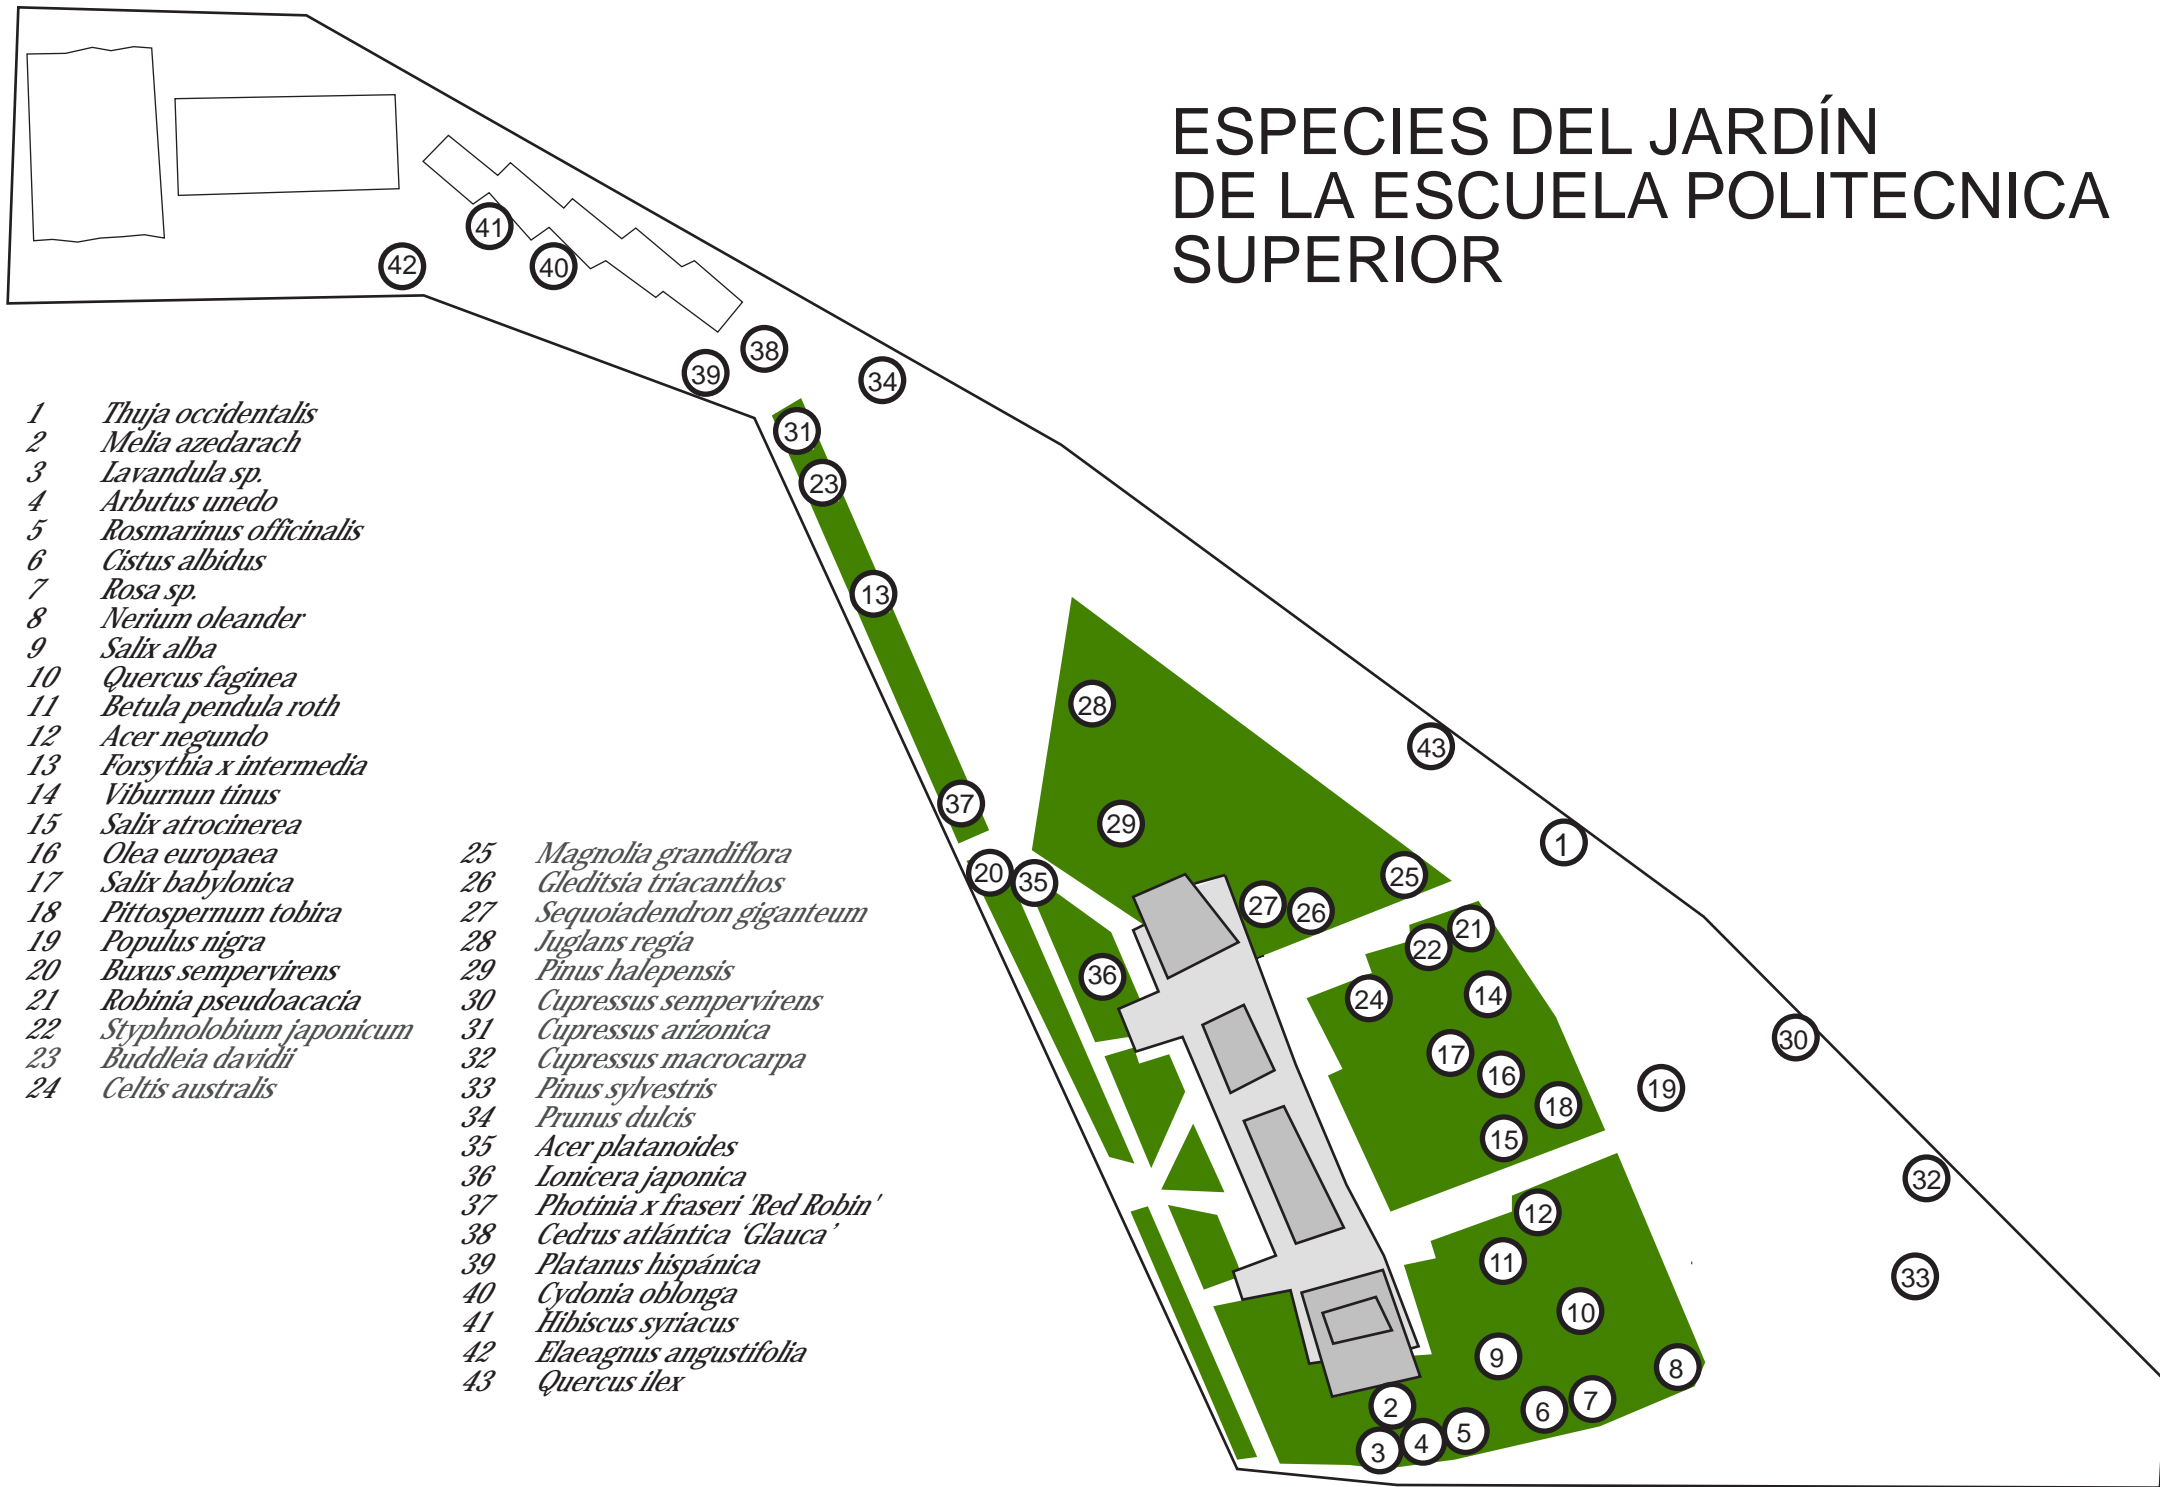 ESPECIES DEL JARDÍN
DE LA ESCUELA POLITECNICA
SUPERIOR
41
42
40
38
39
34
31
23
13
28
43
37
29
1
20
35
25
27
26
21
22
36
24
14
30
17
16
19
18
15
32
12
11
33
10
9
8
7
6
2
5
4
3
1 Thuja occidentalis
2 Melia azedarach
3 Lavandula sp.
4 Arbutus unedo
5 Rosmarinus officinalis
6 Cistus albidus
7 Rosa sp.
8 Nerium oleander
9 Salix alba
10 Quercus faginea
11 Betula pendula roth
12 Acer negundo
13 Forsythia x intermedia
14 Viburnun tinus
15 Salix atrocinerea
16 Olea europaea
17 Salix babylonica
18 Pittospernum tobira
19 Populus nigra
20 Buxus sempervirens
21 Robinia pseudoacacia
22 Styphnolobium japonicum
23 Buddleia davidii
24 Celtis australis
25 Magnolia grandiflora
26 Gleditsia triacanthos
27 Sequoiadendron giganteum
28 Juglans regia
29 Pinus halepensis
30 Cupressus sempervirens
31 Cupressus arizonica
32 Cupressus macrocarpa
33 Pinus sylvestris
34 Prunus dulcis
35 Acer platanoides
36 Lonicera japonica
37 Photinia x fraseri 'Red Robin'
38 Cedrus atlántica ‘Glauca’
39 Platanus hispánica
40 Cydonia oblonga
41 Hibiscus syriacus
42 Elaeagnus angustifolia
43 Quercus ilex